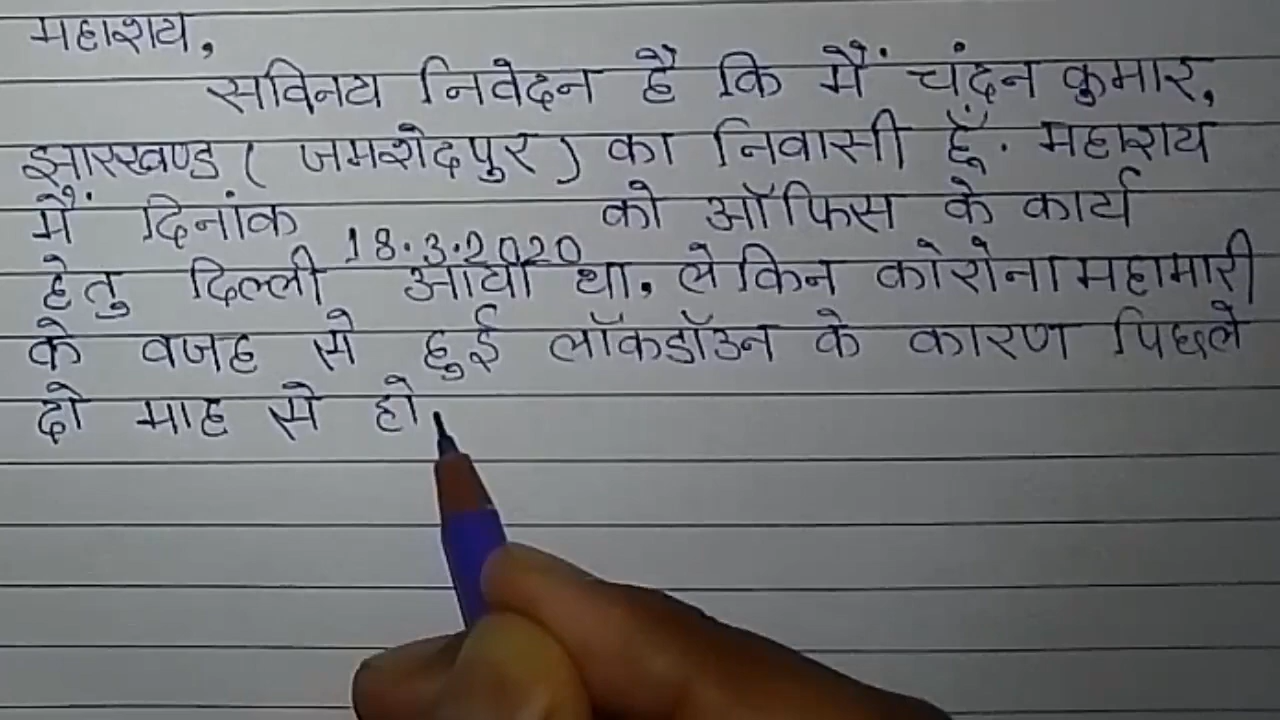 महाशय,
सविनय निवेदन है कि मैं चंदन कुमार,
झारखण्ड ( जमशेदपुर ) का निवासी हूँ. महाशय
मैं दिनांक 18.3.2020 को ऑफिस के कार्य
हेतु दिल्ली आया था. लेकिन कोरोना महामारी
के वजह से हुई लॉकडॉउन के कारण पिछले
दो माह से हो